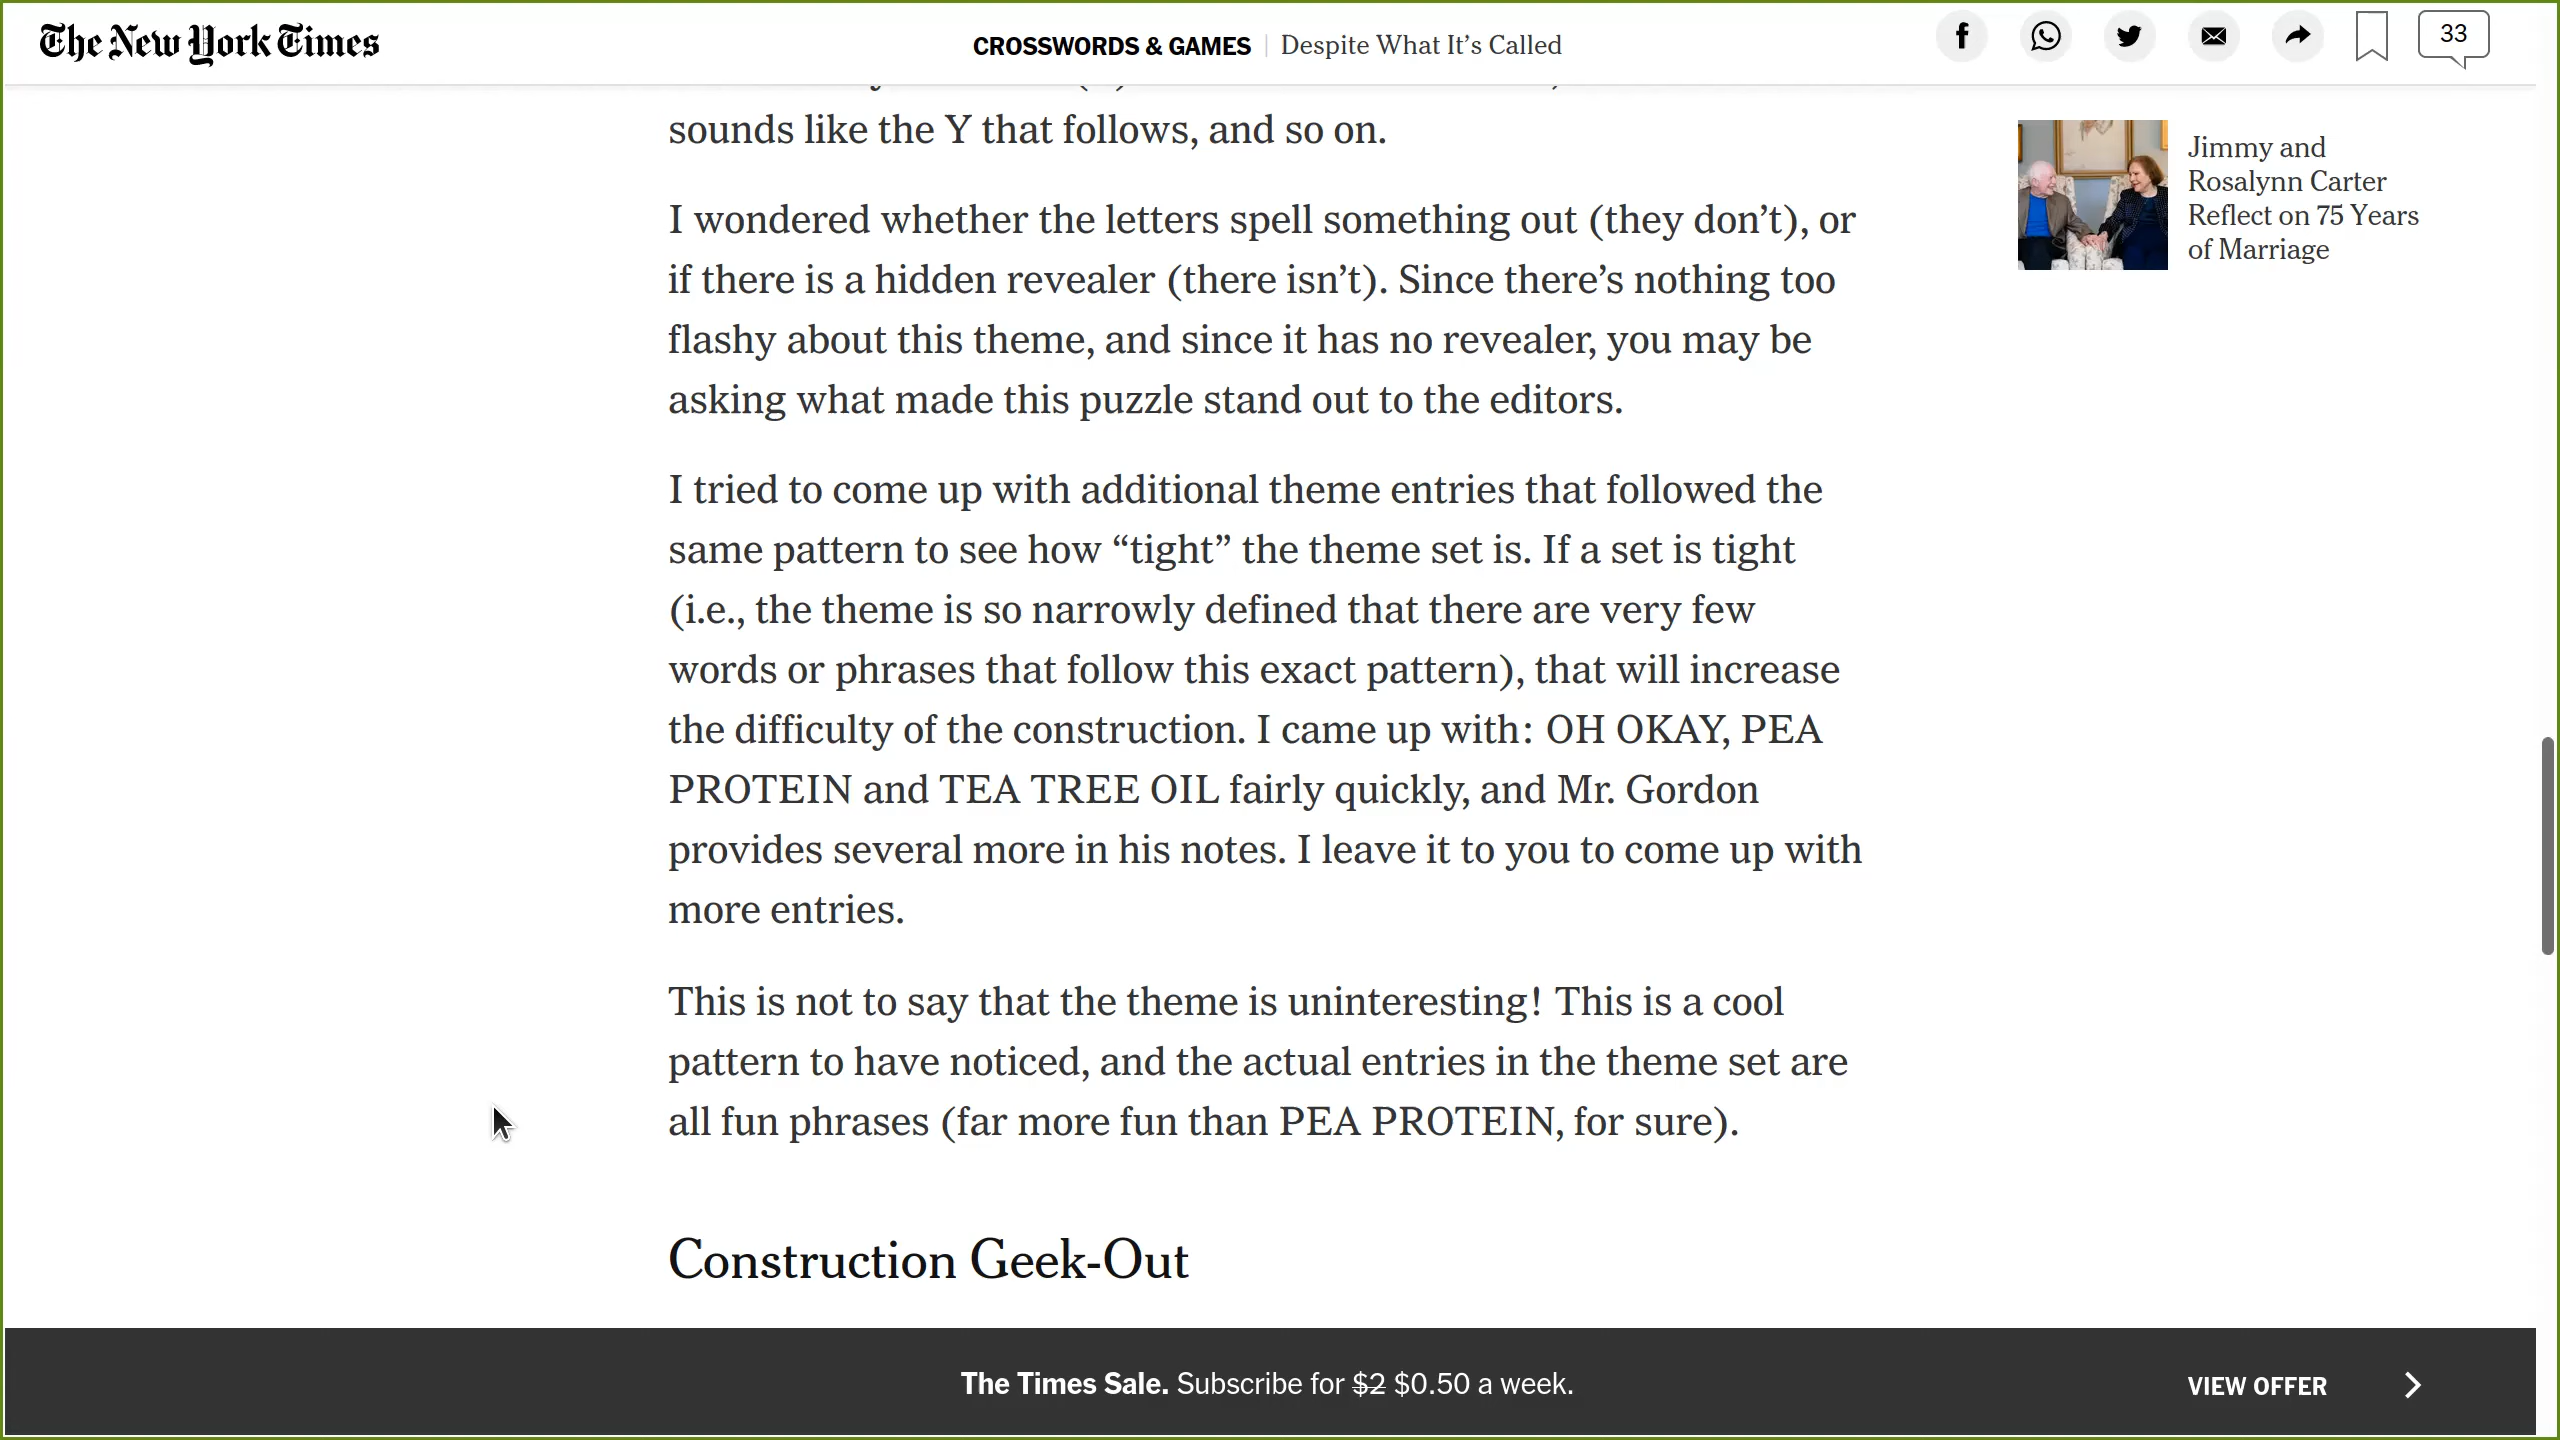 The New York Times
CROSSWORDS & GAMES | Despite What It’s Called
33
sounds like the Y that follows, and so on.
I wondered whether the letters spell something out (they don’t), or
if there is a hidden revealer (there isn’t). Since there’s nothing too
flashy about this theme, and since it has no revealer, you may be
asking what made this puzzle stand out to the editors.
I tried to come up with additional theme entries that followed the
same pattern to see how “tight” the theme set is. If a set is tight
(i.e., the theme is so narrowly defined that there are very few
words or phrases that follow this exact pattern), that will increase
the difficulty of the construction. I came up with: OH OKAY, PEA
PROTEIN and TEA TREE OIL fairly quickly, and Mr. Gordon
provides several more in his notes. I leave it to you to come up with
more entries.
This is not to say that the theme is uninteresting! This is a cool
pattern to have noticed, and the actual entries in the theme set are
all fun phrases (far more fun than PEA PROTEIN, for sure).
Construction Geek-Out
Jimmy and
Rosalynn Carter
Reflect on 75 Years
of Marriage
The Times Sale. Subscribe for $2 $0.50 a week.
VIEW OFFER